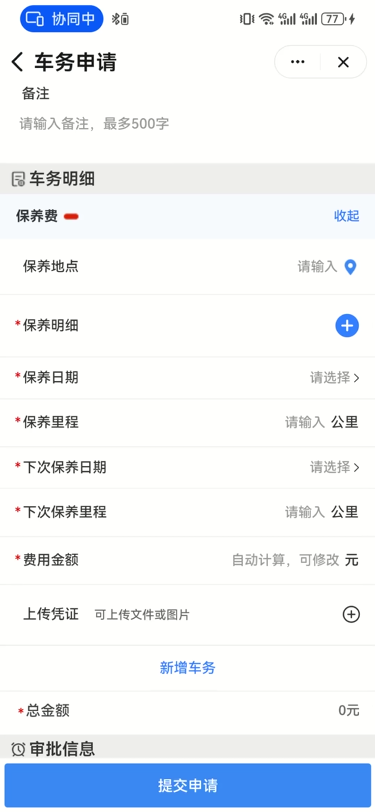 协同中
4G 4G 77
车务申请
备注
请输入备注，最多500字
车务明细
保养费 收起
保养地点 请输入
*保养明细
*保养日期 请选择
*保养里程 请输入 公里
*下次保养日期 请选择
*下次保养里程 请输入 公里
*费用金额 自动计算，可修改 元
上传凭证 可上传文件或图片
新增车务
*总金额 0元
审批信息
提交申请